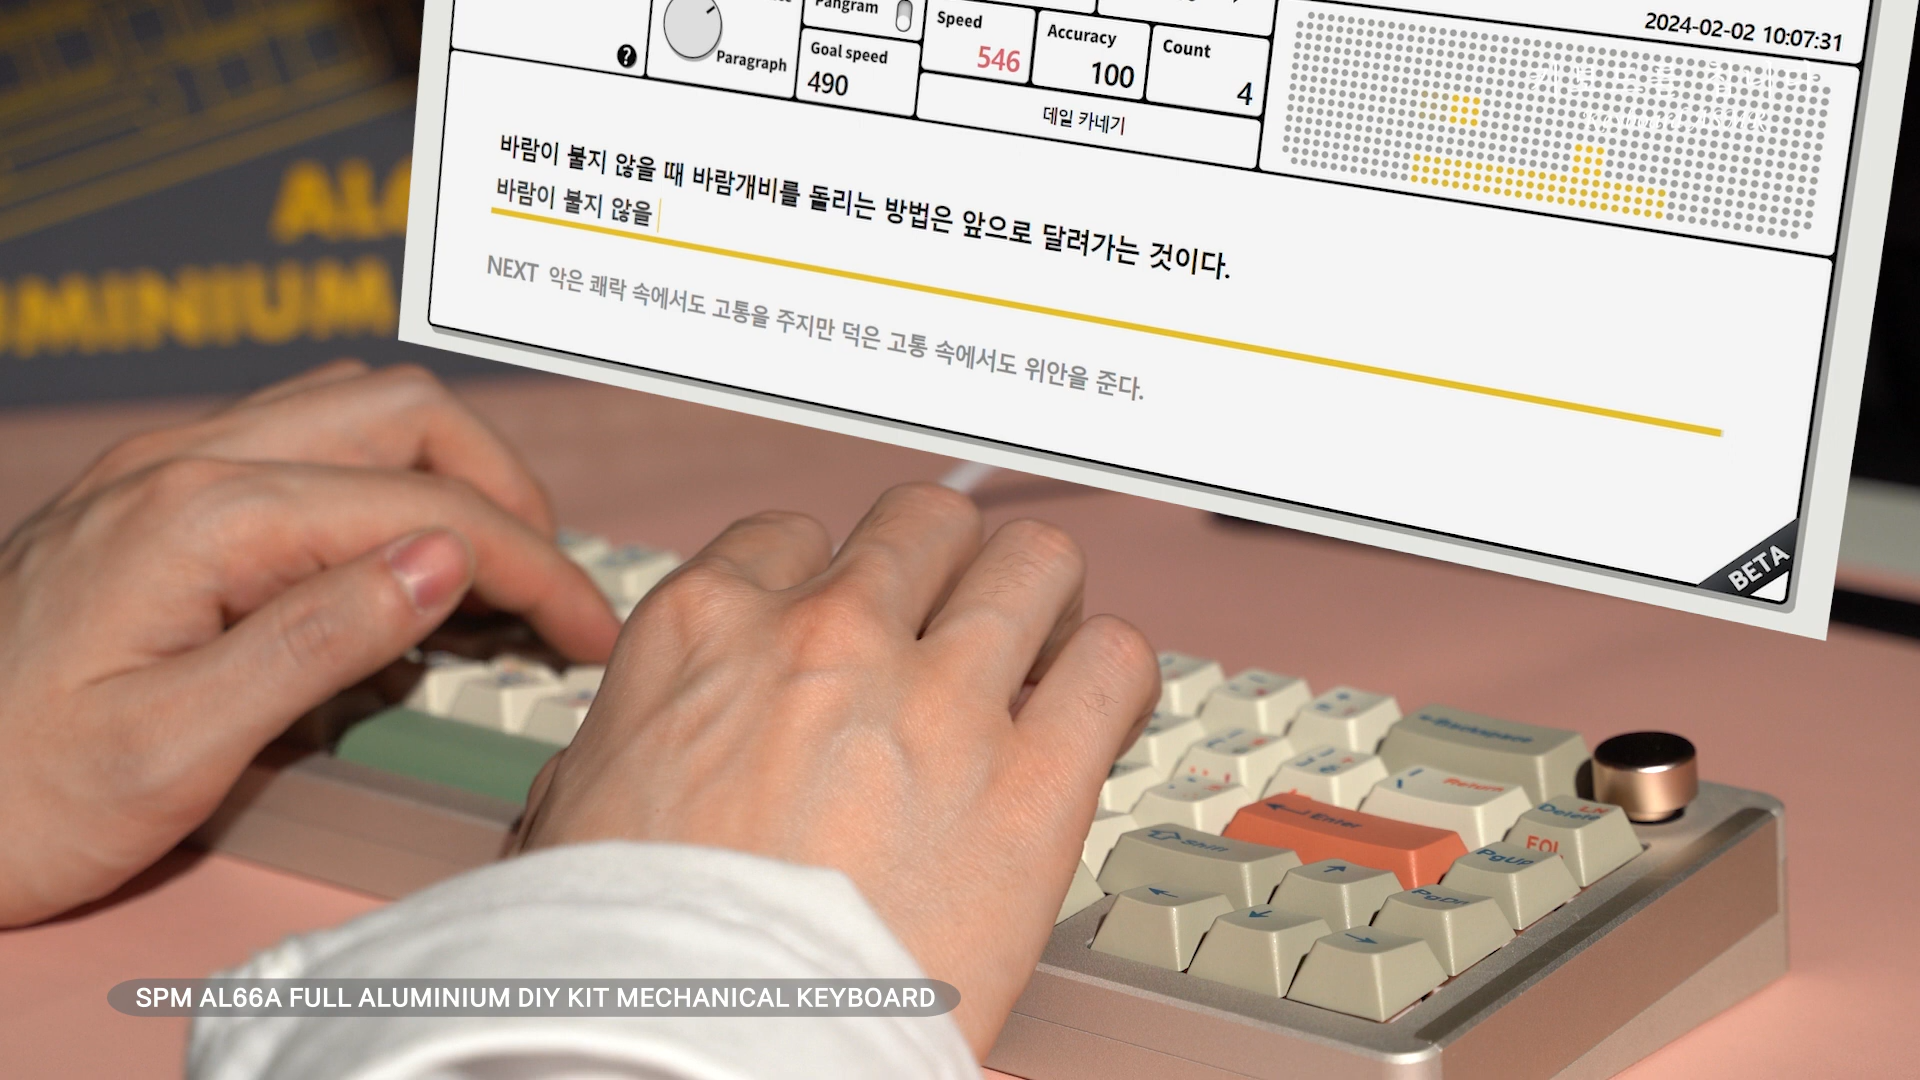 2024-02-02 10:07:31
Pangram
?
Paragraph
Goal speed
490
Speed
546
Accuracy
100
Count
4
데일 카네기
바람이 불지 않을 때 바람개비를 돌리는 방법은 앞으로 달려가는 것이다.
바람이 불지 않을
NEXT 악은 쾌락 속에서도 고통을 주지만 덕은 고통 속에서도 위안을 준다.
BETA
Backspace
Return
Delete
EOL
Enter
PgUp
Shift
PgDn
SPM AL66A FULL ALUMINIUM DIY KIT MECHANICAL KEYBOARD